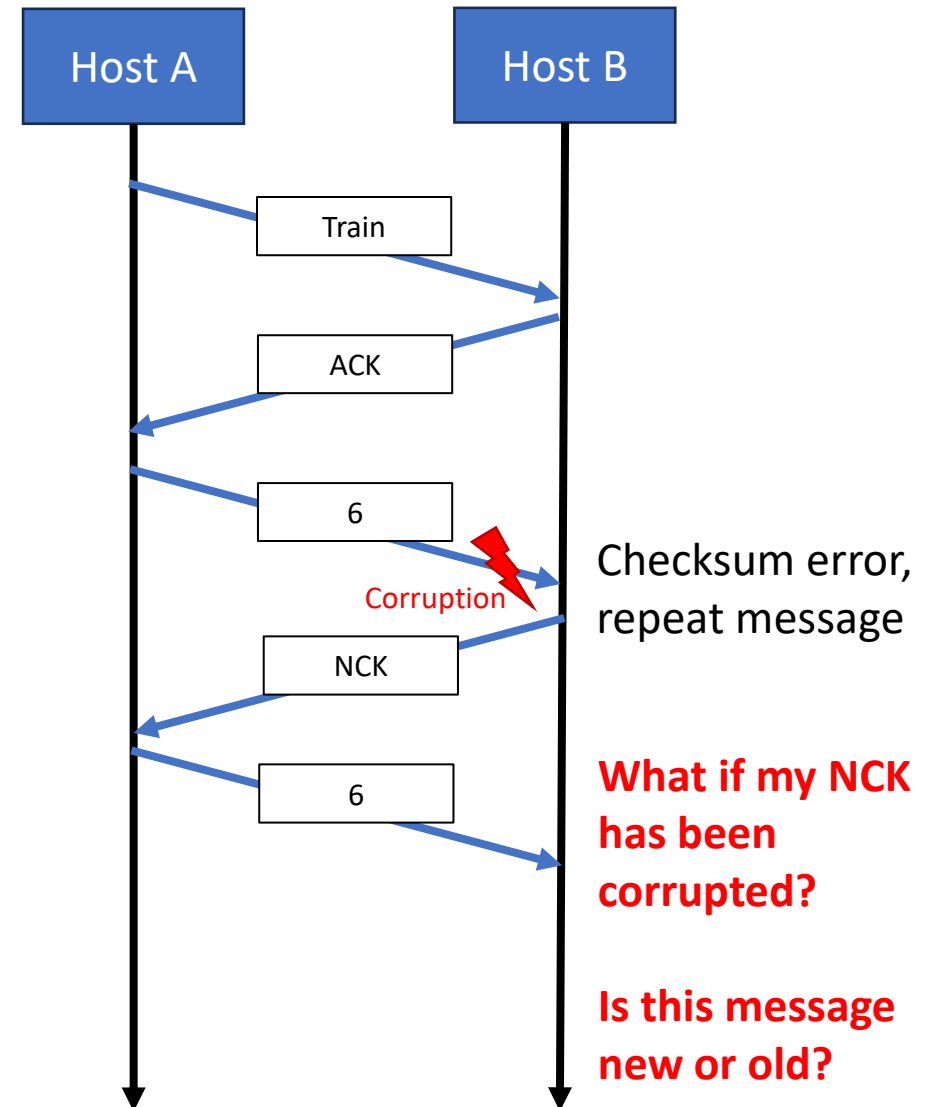 Host A
Host B
Train
ACK
6
Corruption
Checksum error,
repeat message
NCK
6
What if my NCK
has been
corrupted?
Is this message
new or old?